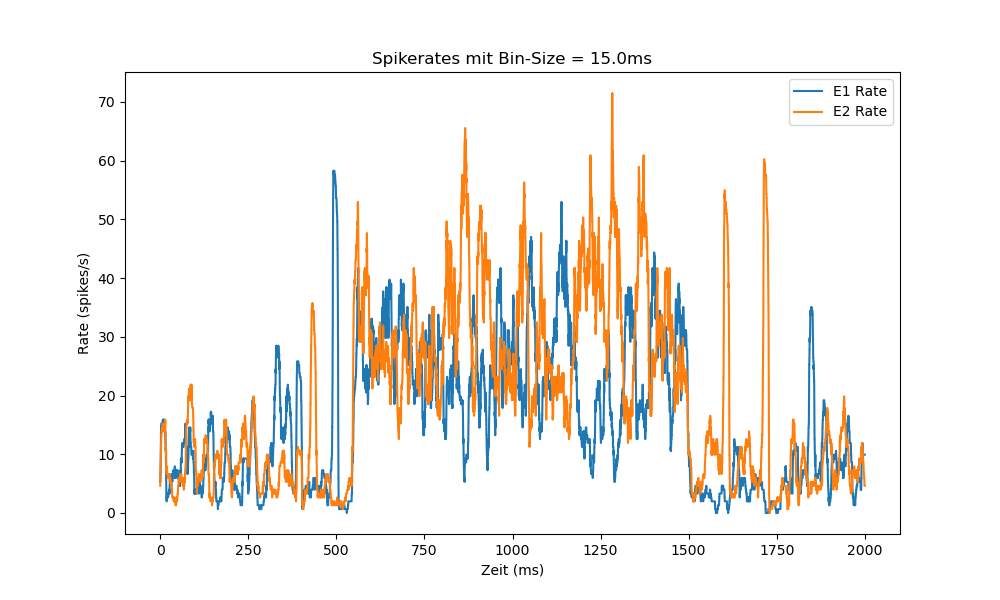 Spikerates mit Bin-Size = 15.0ms
E1 Rate
E2 Rate
Rate (spikes/s)
70
60
50
40
30
20
10
0
0 250 500 750 1000 1250 1500 1750 2000
Zeit (ms)